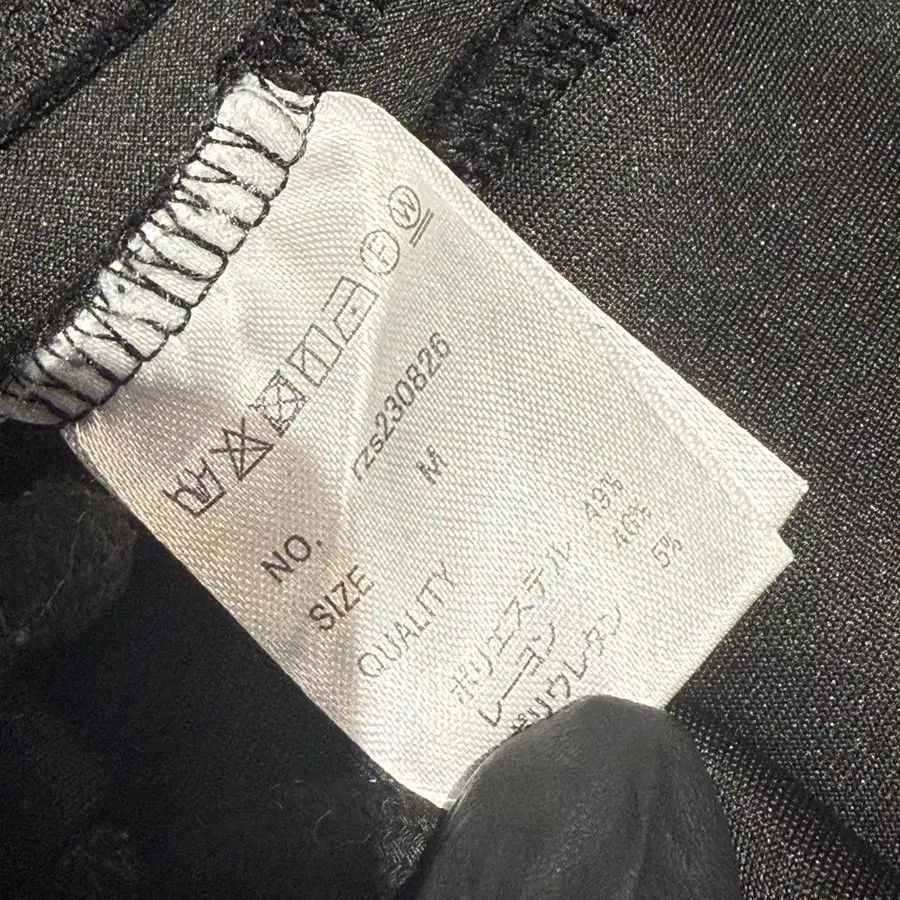 NO. rzs230826
SIZE M
QUALITY
ポリエステル 49%
レーヨン 46%
ポリウレタン 5%